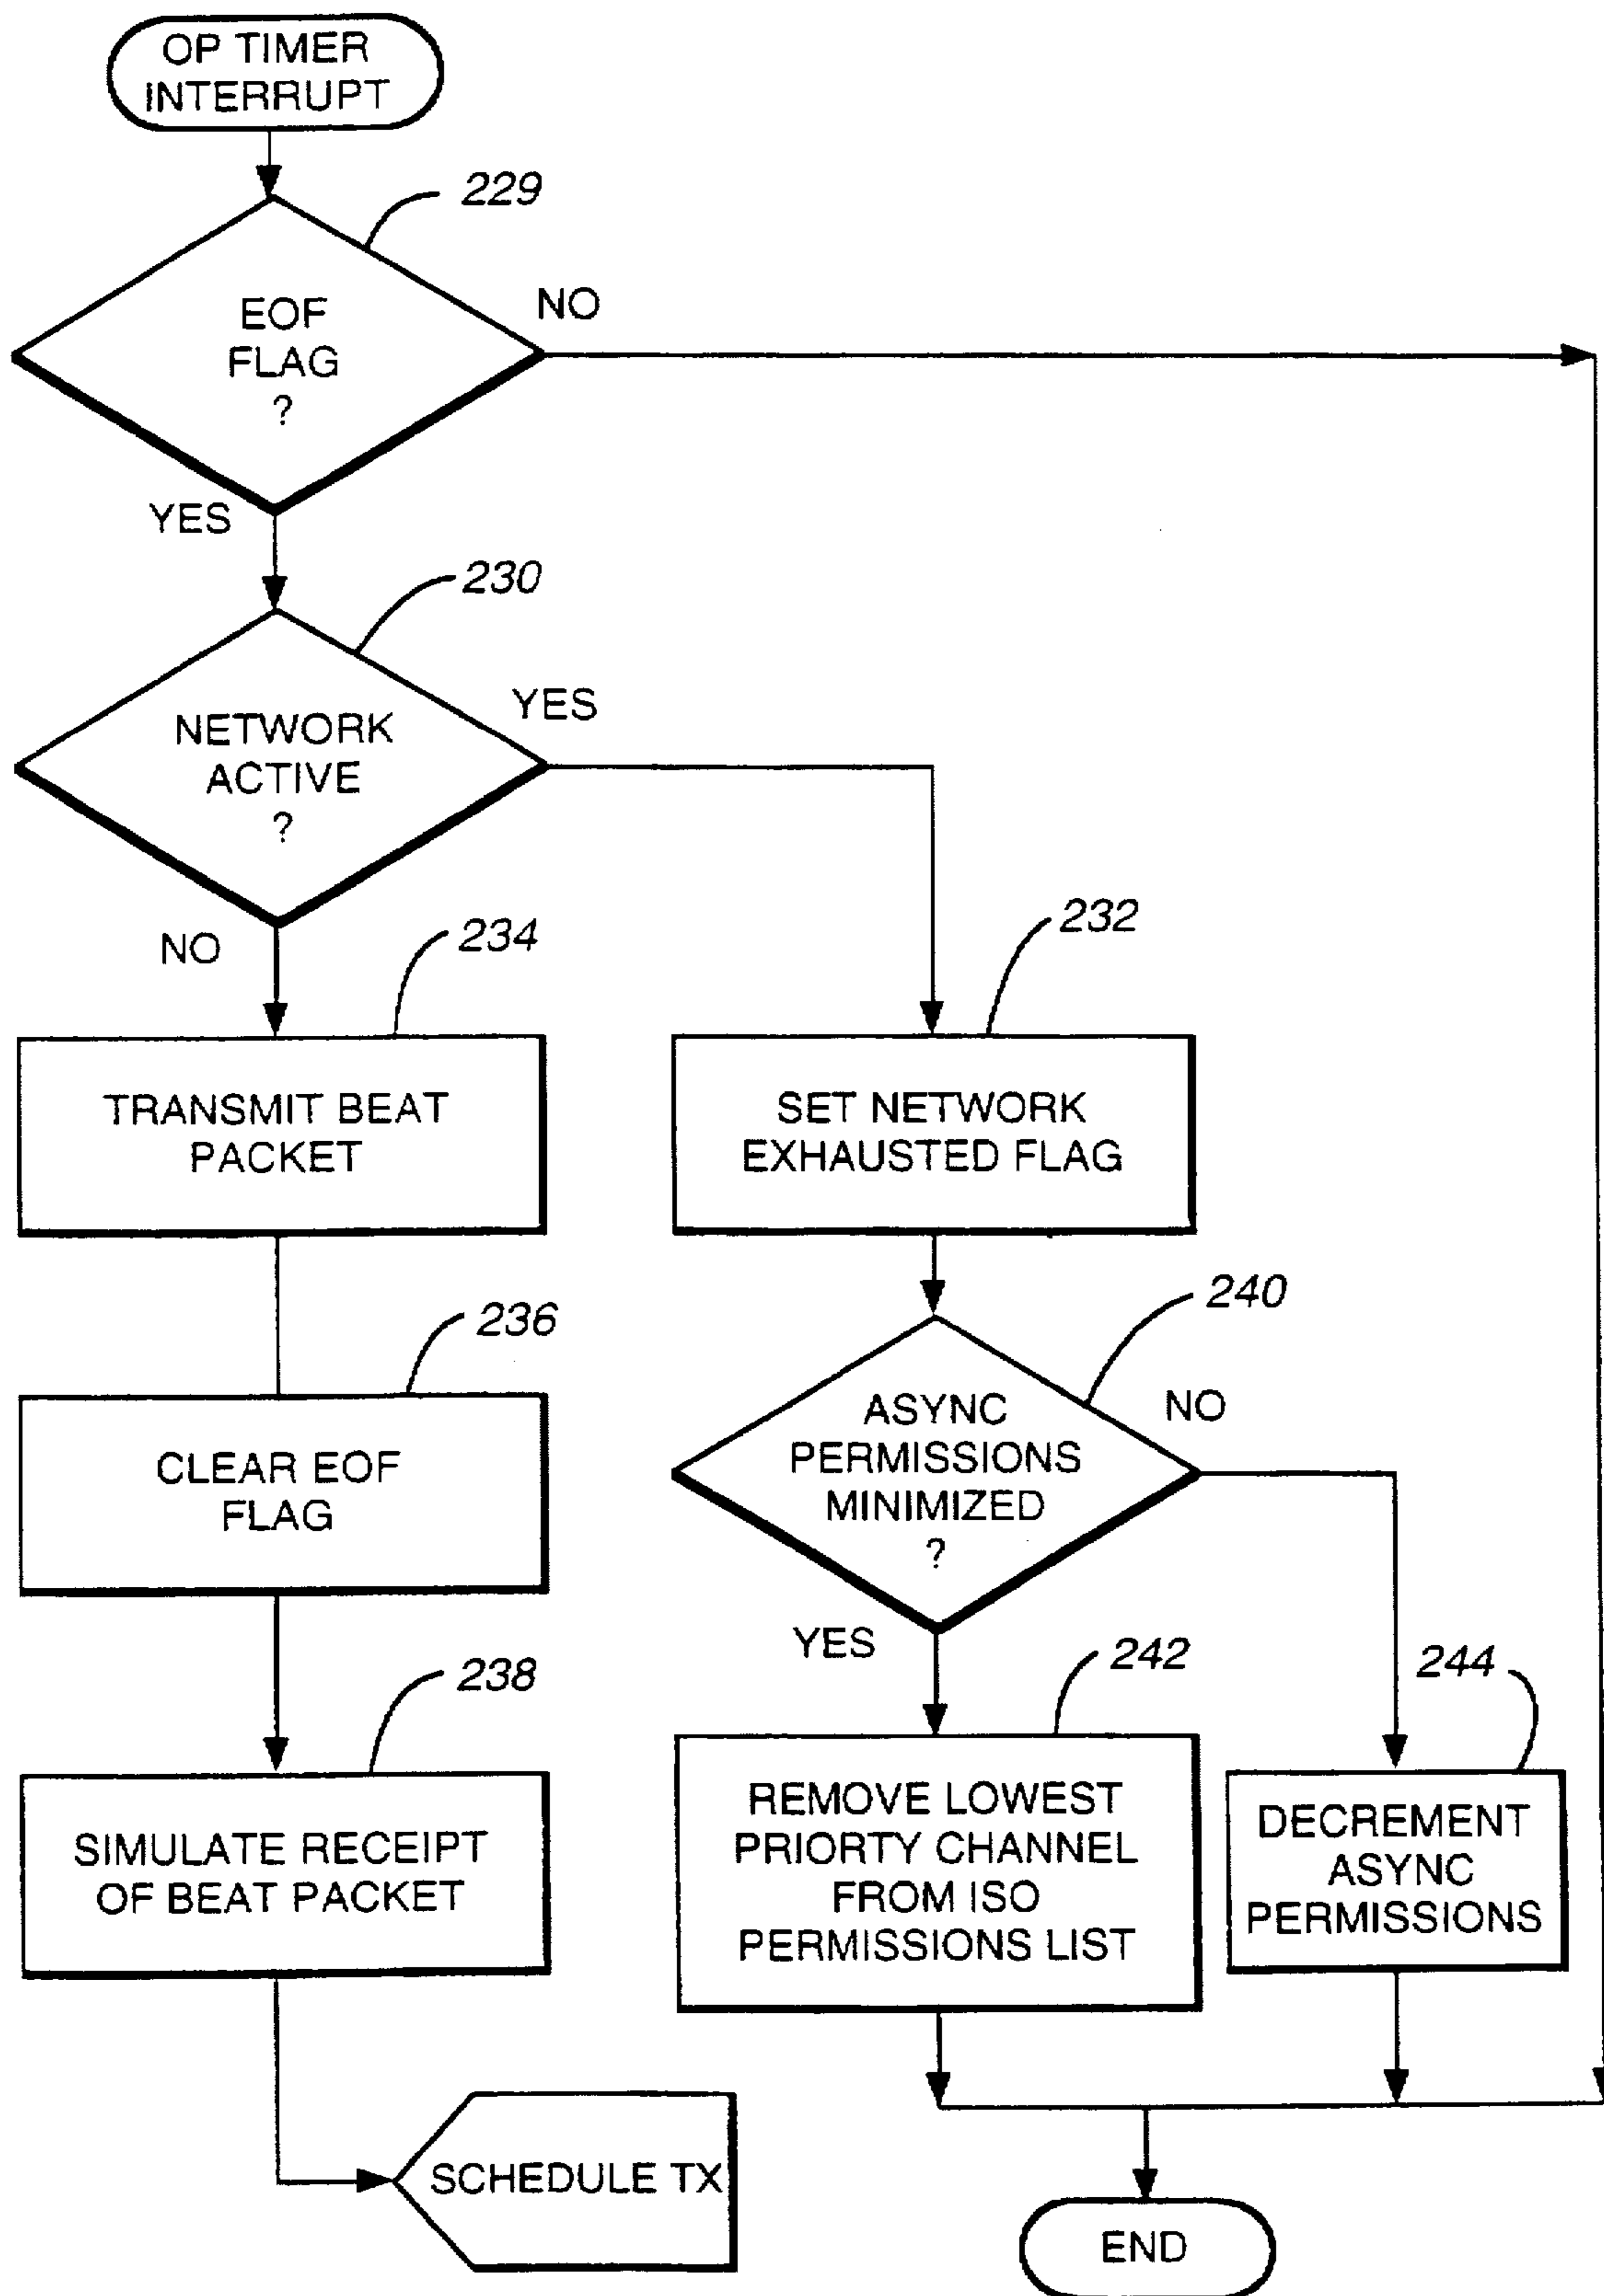 OP TIMER
INTERRUPT
229
EOF
FLAG
?
NO
YES
230
NETWORK
ACTIVE
?
YES
NO
234
232
TRANSMIT BEAT
PACKET
SET NETWORK
EXHAUSTED FLAG
236
240
CLEAR EOF
FLAG
ASYNC
PERMISSIONS
MINIMIZED
?
NO
YES
238
242
244
SIMULATE RECEIPT
OF BEAT PACKET
REMOVE LOWEST
PRIORTY CHANNEL
FROM ISO
PERMISSIONS LIST
DECREMENT
ASYNC
PERMISSIONS
SCHEDULE TX
END